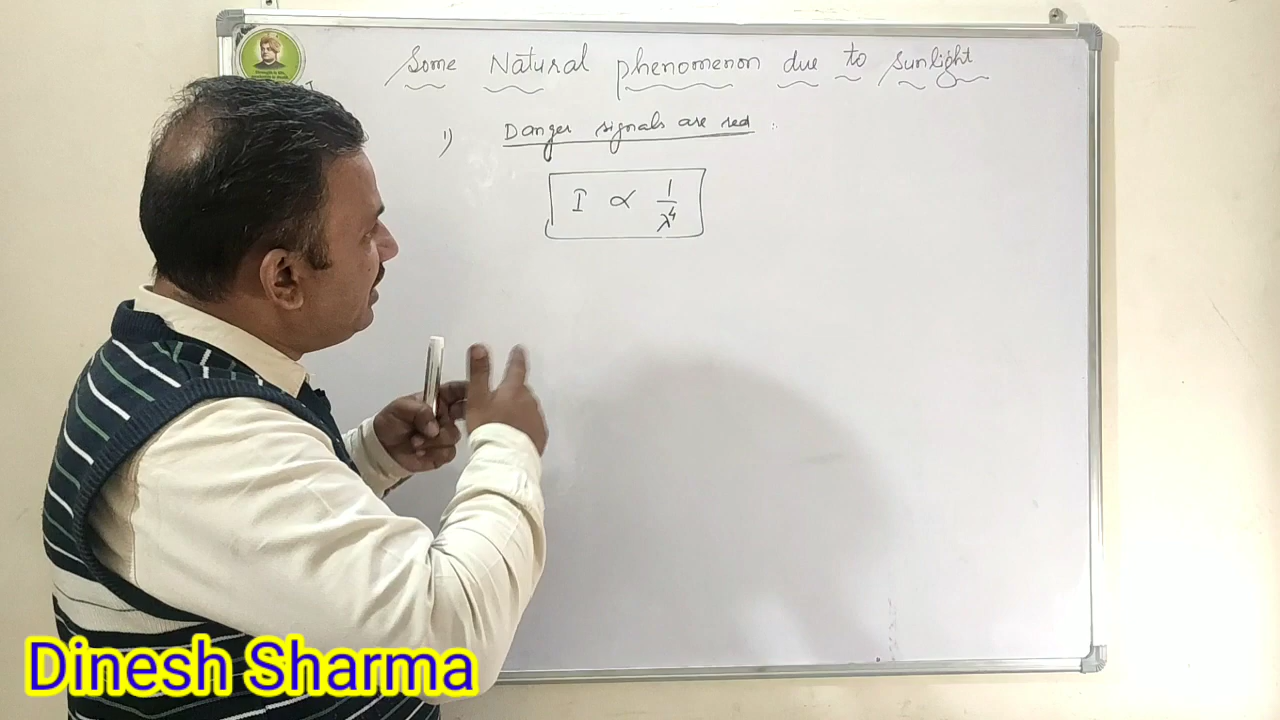 Some Natural phenomenon due to sunlight
1) Danger signals are red :
I ∝ 1/λ⁴
Dinesh Sharma